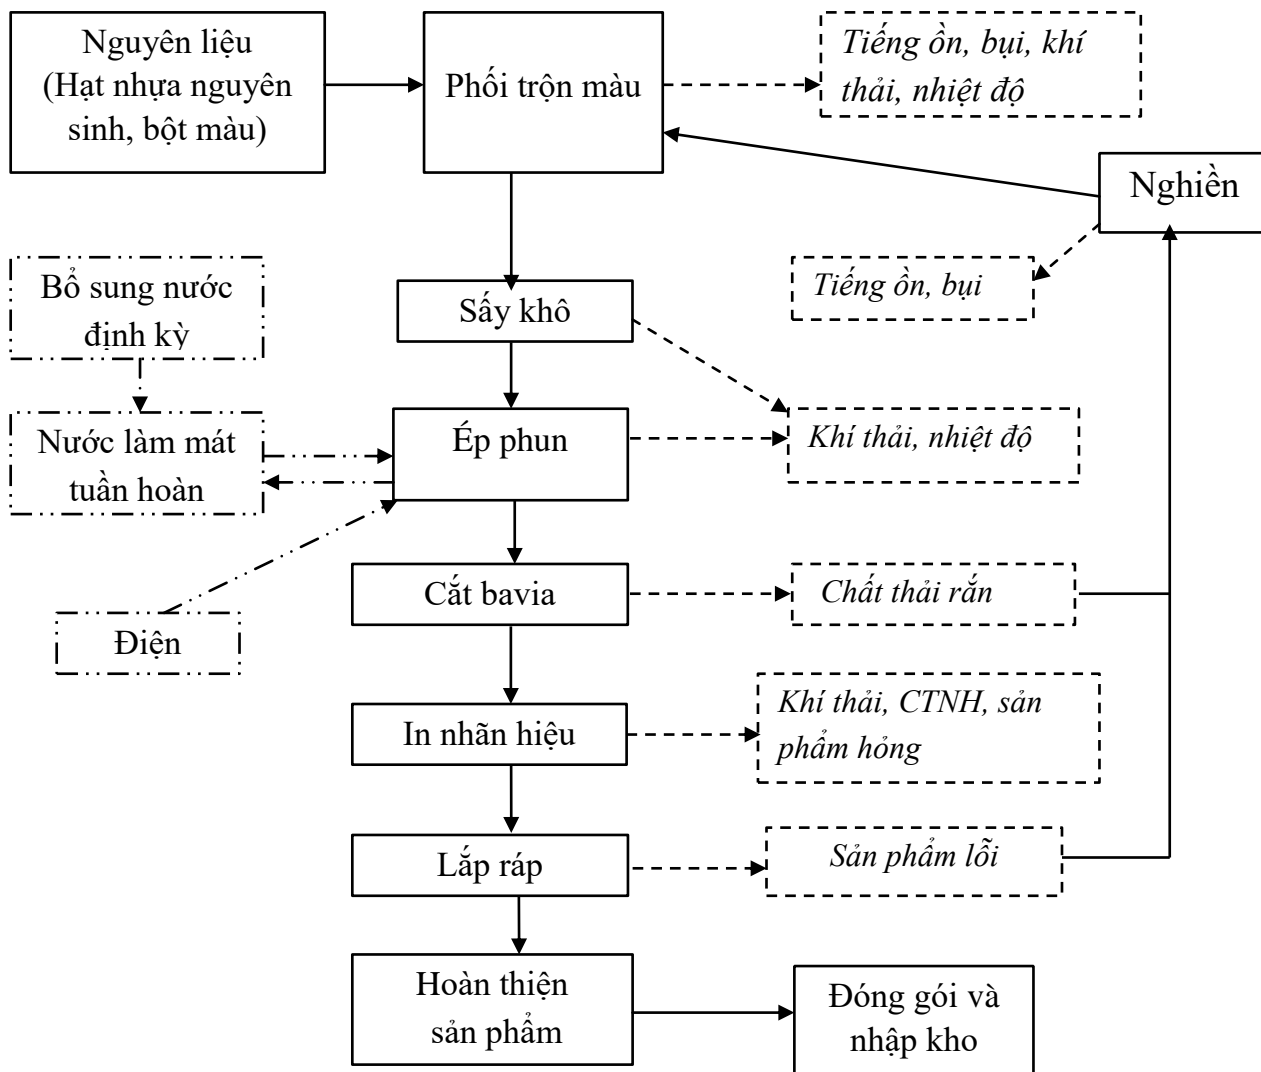 Nguyên liệu
(Hạt nhựa nguyên
sinh, bột màu)
Phối trộn màu
Tiếng ồn, bụi, khí
thải, nhiệt độ
Nghiền
Tiếng ồn, bụi
Bổ sung nước
định kỳ
Sấy khô
Nước làm mát
tuần hoàn
Ép phun
Khí thải, nhiệt độ
Cắt bavia
Chất thải rắn
Điện
In nhãn hiệu
Khí thải, CTNH, sản
phẩm hỏng
Lắp ráp
Sản phẩm lỗi
Hoàn thiện
sản phẩm
Đóng gói và
nhập kho